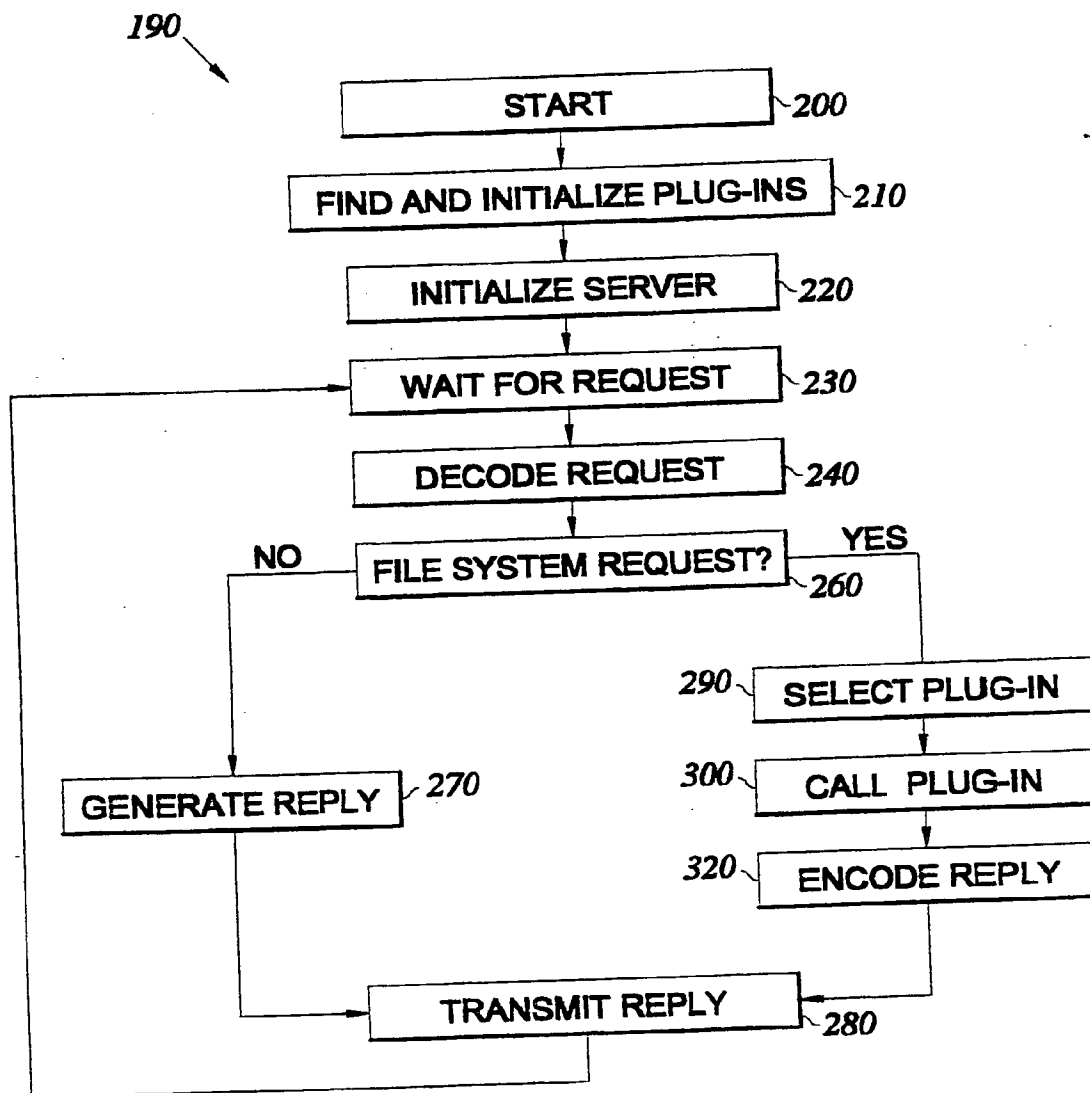 190
START
200
FIND AND INITIALIZE PLUG-INS
210
INITIALIZE SERVER
220
WAIT FOR REQUEST
230
DECODE REQUEST
240
NO
FILE SYSTEM REQUEST?
YES
260
290
SELECT PLUG-IN
300
CALL PLUG-IN
GENERATE REPLY
270
320
ENCODE REPLY
TRANSMIT REPLY
280